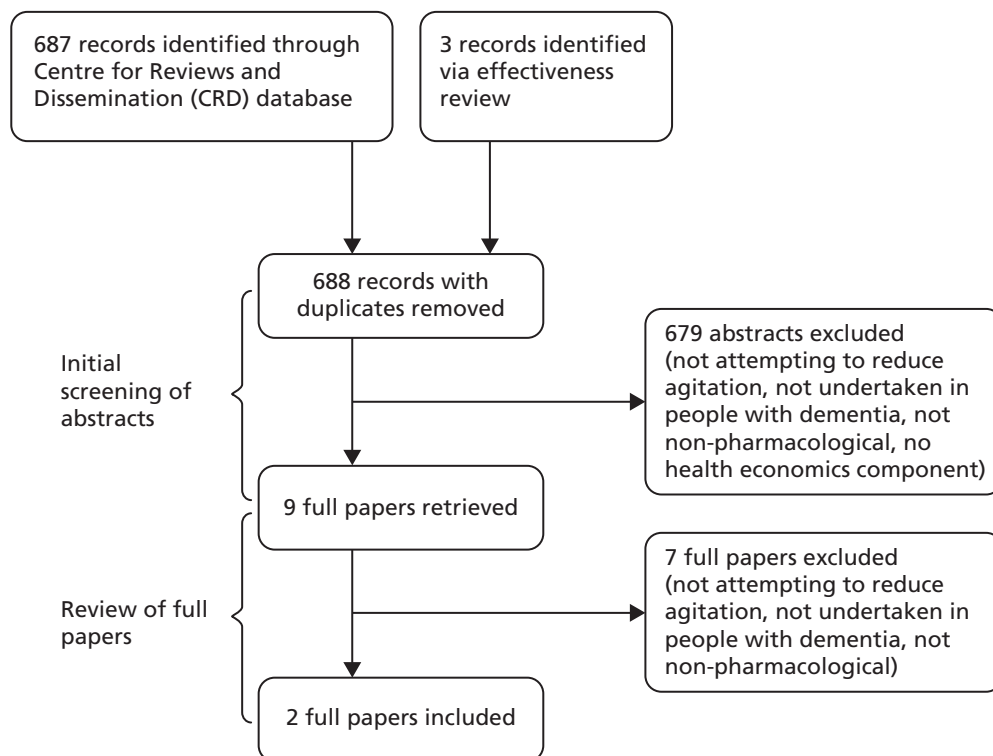 687 records identified through
Centre for Reviews and
Dissemination (CRD) database
3 records identified
via effectiveness
review
688 records with
duplicates removed
Initial
screening of
abstracts
679 abstracts excluded
(not attempting to reduce
agitation, not undertaken in
people with dementia, not
non-pharmacological, no
health economics component)
9 full papers retrieved
Review of full
papers
7 full papers excluded
(not attempting to reduce
agitation, not undertaken in
people with dementia, not
non-pharmacological)
2 full papers included